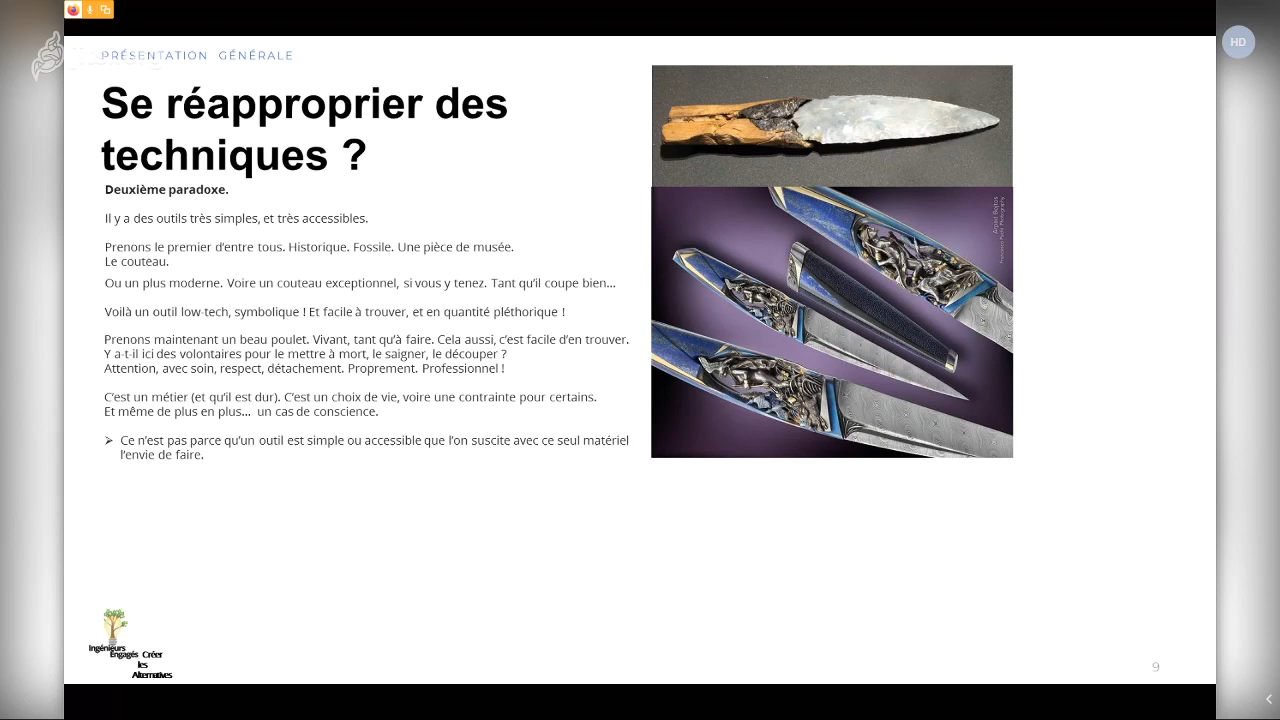 HD
PRÉSENTATION GÉNÉRALE
Se réapproprier des
techniques ?
Deuxième paradoxe.
Il y a des outils très simples, et très accessibles.
Prenons le premier d'entre tous. Historique. Fossile. Une pièce de musée.
Le couteau.
Ou un plus moderne. Voire un couteau exceptionnel, si vous y tenez. Tant qu'il coupe bien...
Voilà un outil low-tech, symbolique ! Et facile à trouver, et en quantité pléthorique !
Prenons maintenant un beau poulet. Vivant, tant qu'à faire. Cela aussi, c'est facile d'en trouver.
Y a-t-il ici des volontaires pour le mettre à mort, le saigner, le découper ?
Attention, avec soin, respect, détachement. Proprement. Professionnel !
C'est un métier (et qu'il est dur). C'est un choix de vie, voire une contrainte pour certains.
Et même de plus en plus... un cas de conscience.
➢ Ce n'est pas parce qu'un outil est simple ou accessible que l'on suscite avec ce seul matériel
l'envie de faire.
Ingénieurs
Engagés Créer
les
Alternatives
9